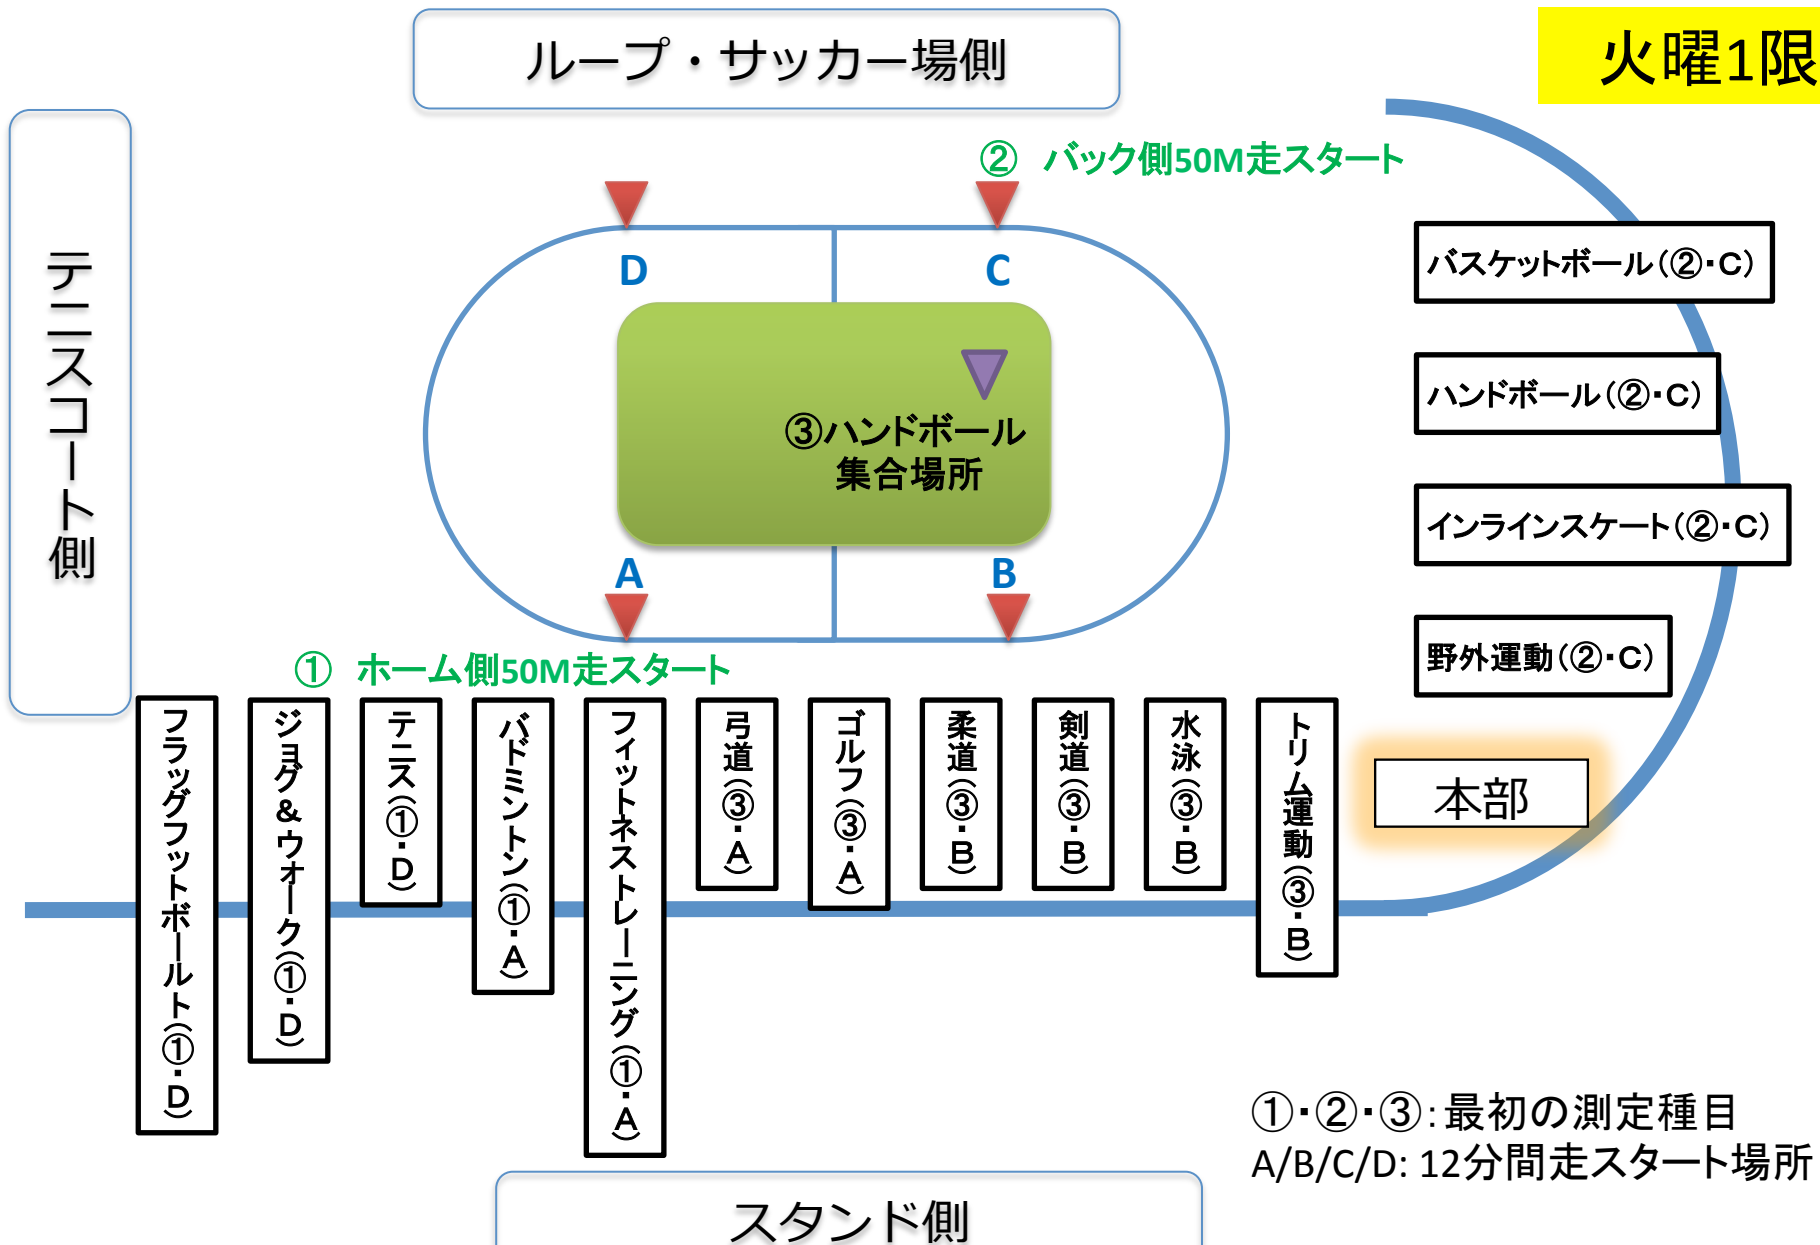 ループ・サッカー場側
火曜1限
テニスコート側
② バック側50M走スタート
D
C
バスケットボール(②・C)
ハンドボール(②・C)
③ハンドボール
集合場所
インラインスケート(②・C)
A
B
野外運動(②・C)
① ホーム側50M走スタート
フラッグフットボールト(①・D)
ジョグ&ウォーク(①・D)
テニス(①・D)
バドミントン(①・A)
フィットネストレーニング(①・A)
弓道(③・A)
ゴルフ(③・A)
柔道(③・B)
剣道(③・B)
水泳(③・B)
トリム運動(③・B)
本部
①・②・③:最初の測定種目
A/B/C/D: 12分間走スタート場所
スタンド側